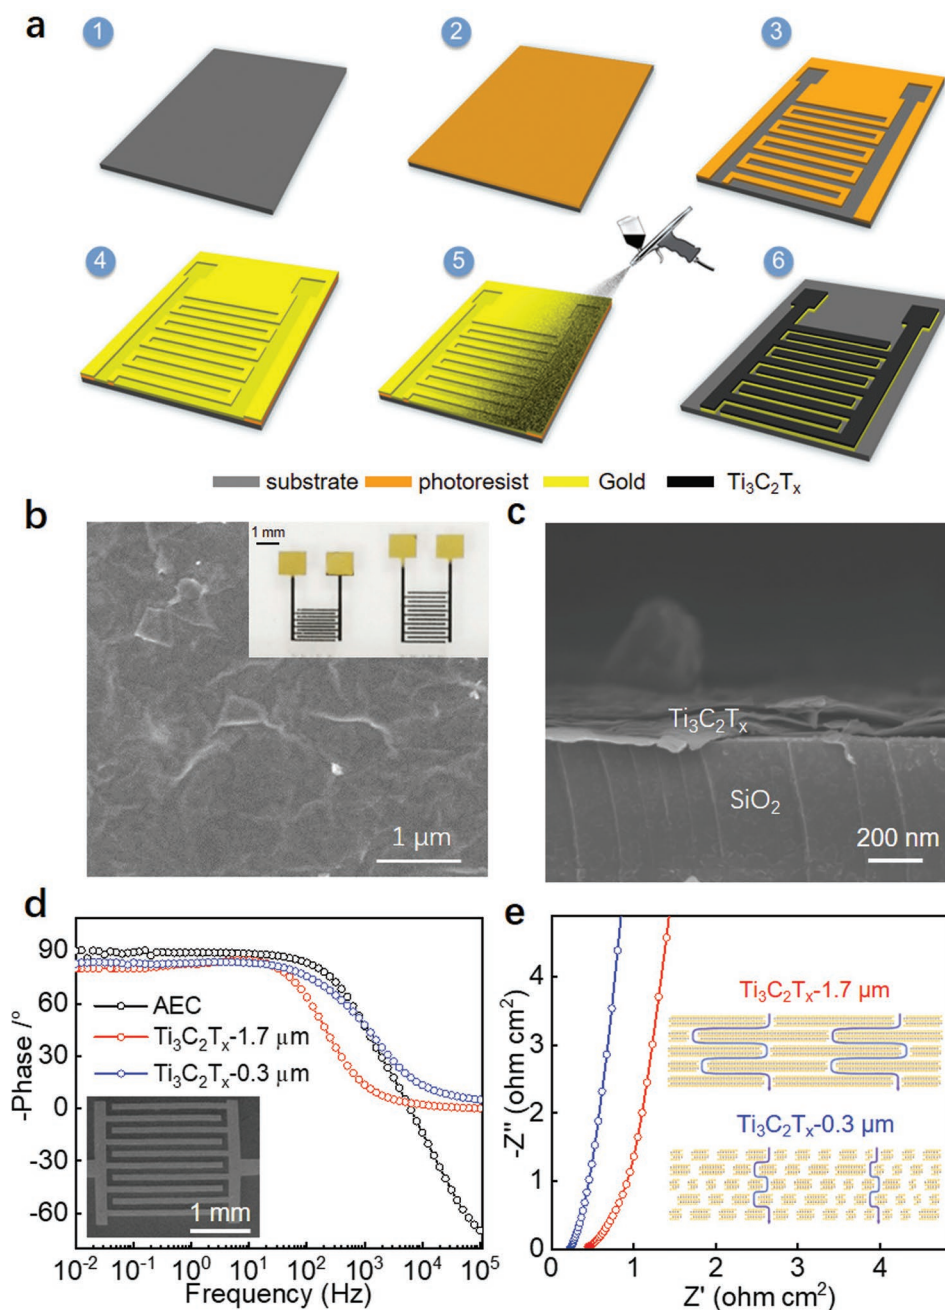 a
1
2
3
4
5
6
substrate photoresist Gold Ti₃C₂Tₓ
b
1 mm
1 µm
c
Ti₃C₂Tₓ
SiO₂
200 nm
d
-Phase /°
90
60
30
0
-30
-60
AEC
Ti₃C₂Tₓ-1.7 µm
Ti₃C₂Tₓ-0.3 µm
1 mm
10⁻² 10⁻¹ 10⁰ 10¹ 10² 10³ 10⁴ 10⁵
Frequency (Hz)
e
-Z'' (ohm cm²)
4
3
2
1
0
Ti₃C₂Tₓ-1.7 µm
Ti₃C₂Tₓ-0.3 µm
0 1 2 3 4
Z' (ohm cm²)